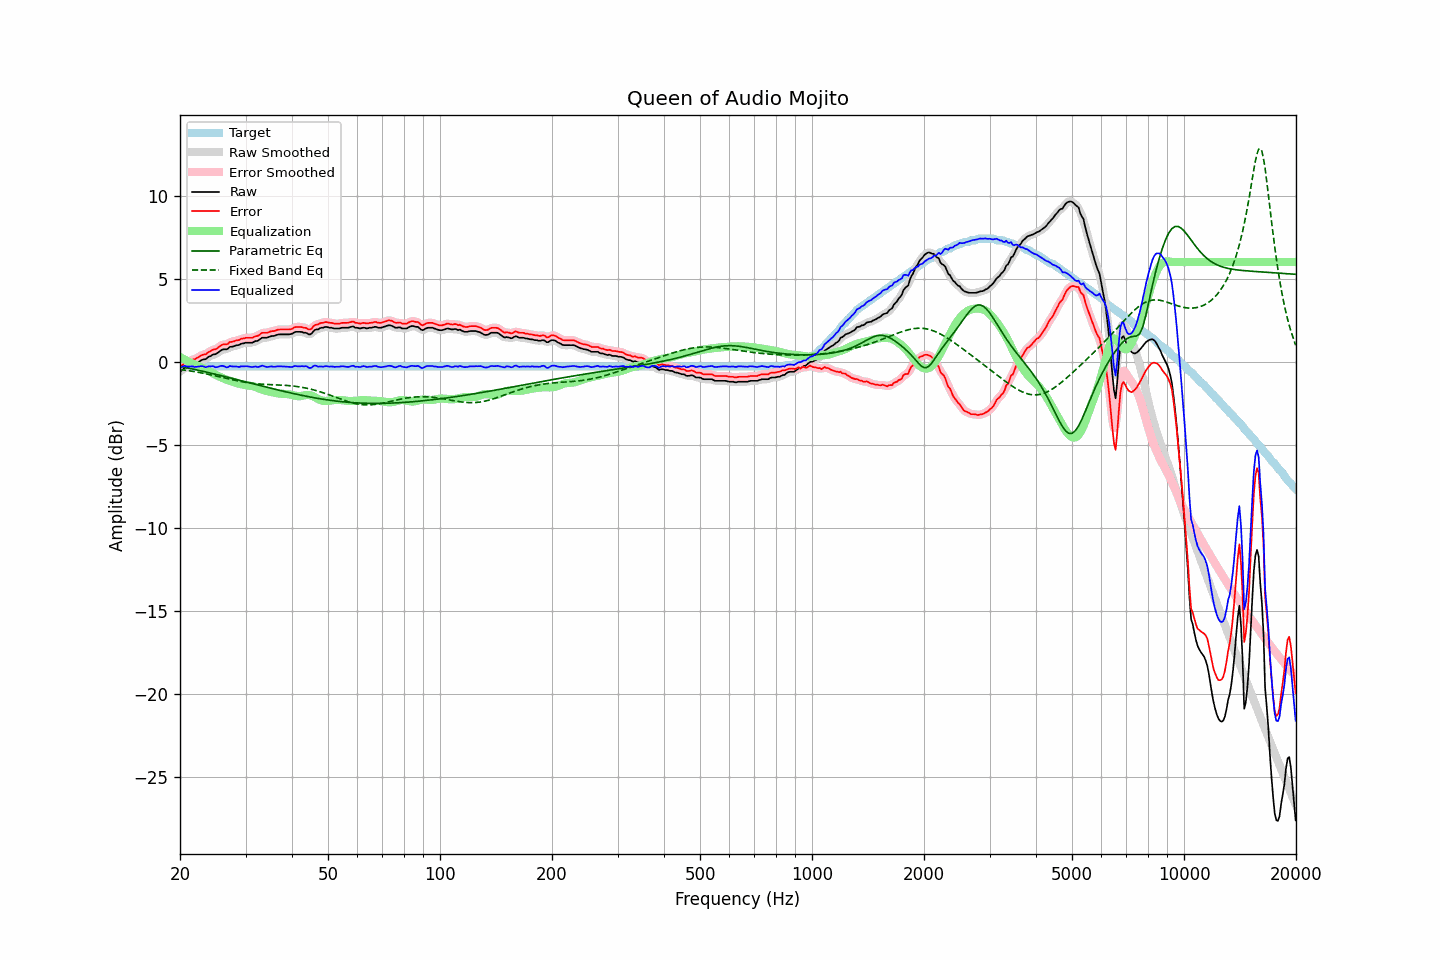 Queen of Audio Mojito
Target
Raw Smoothed
Error Smoothed
Raw
Error
Equalization
Parametric Eq
Fixed Band Eq
Equalized
10
5
0
−5
−10
−15
−20
−25
Amplitude (dBr)
20 50 100 200 500 1000 2000 5000 10000 20000
Frequency (Hz)